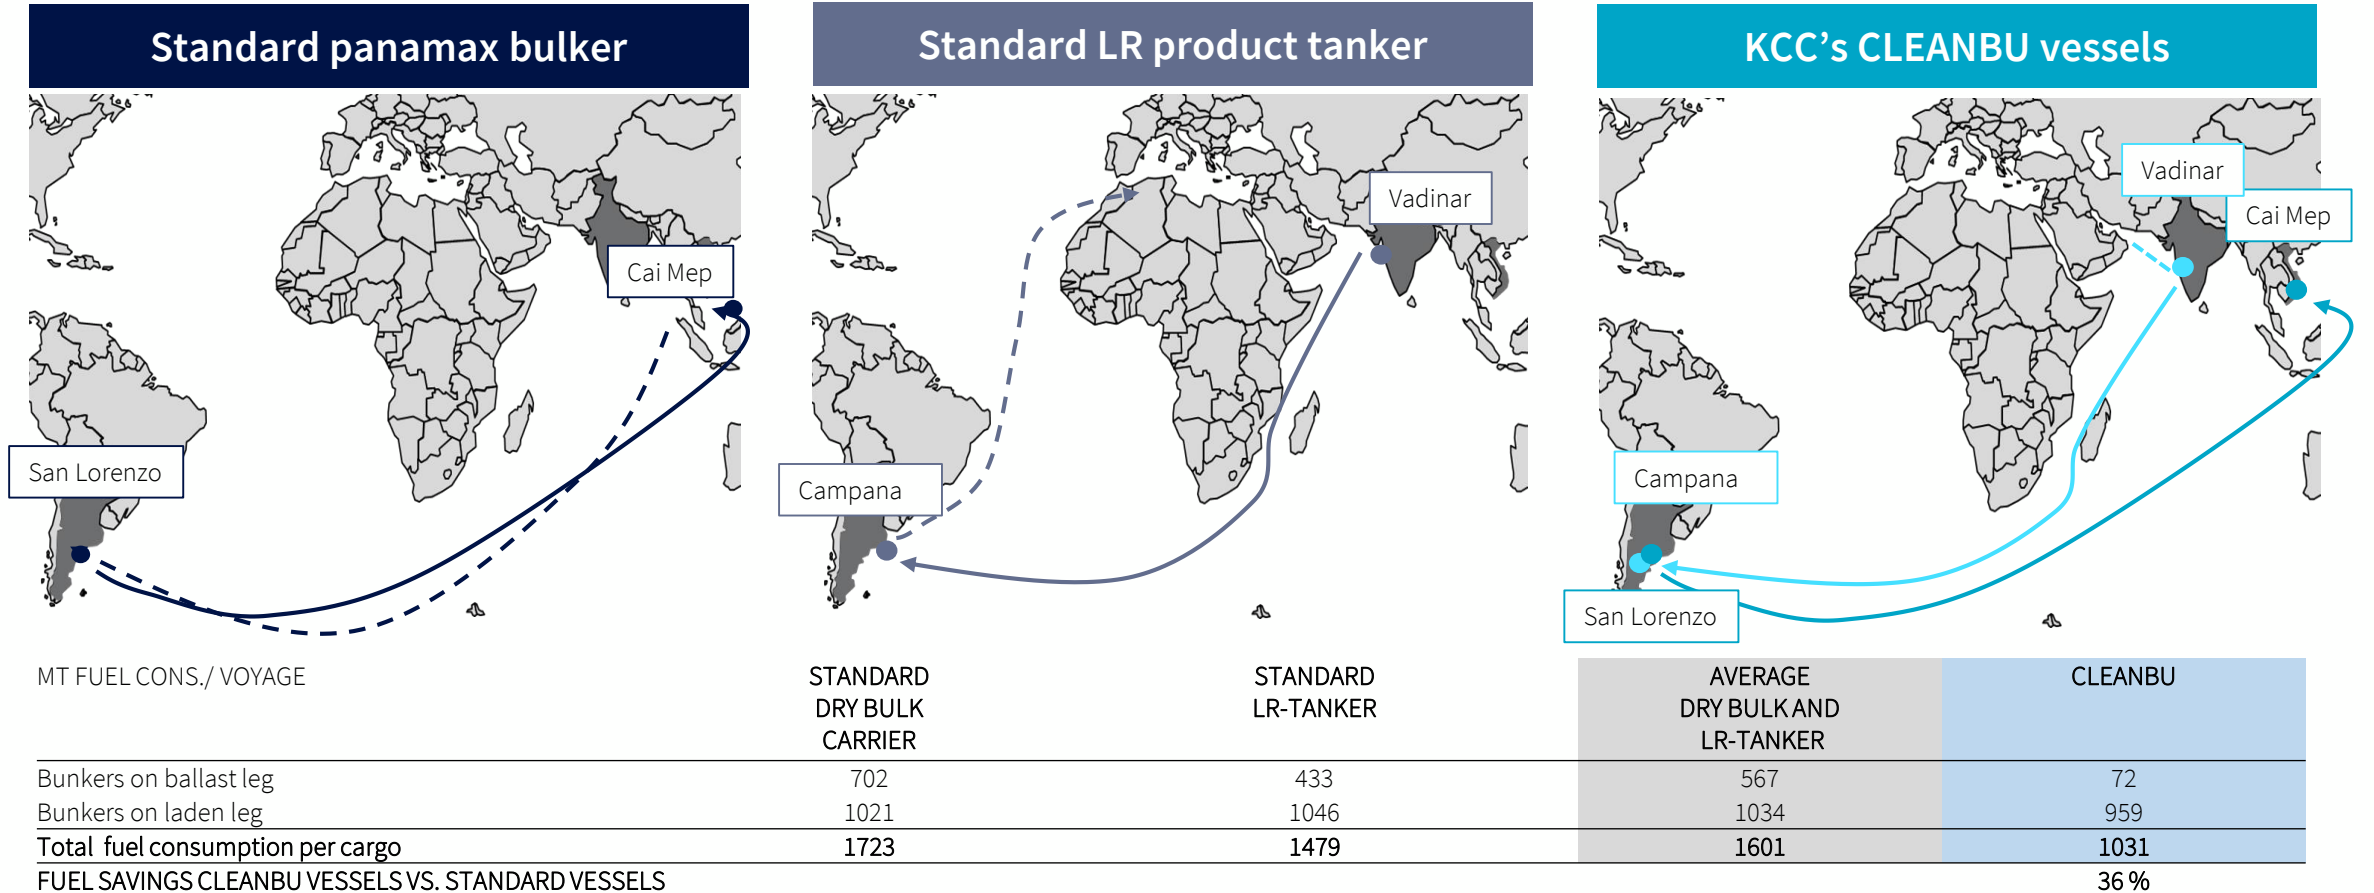 Standard panamax bulker
Standard LR product tanker
KCC's CLEANBU vessels
Cai Mep
San Lorenzo
Vadinar
Campana
Vadinar
Cai Mep
Campana
San Lorenzo
MT FUEL CONS./ VOYAGE
STANDARD
DRY BULK
CARRIER
STANDARD
LR-TANKER
AVERAGE
DRY BULK AND
LR-TANKER
CLEANBU
Bunkers on ballast leg 702 433 567 72
Bunkers on laden leg 1021 1046 1034 959
Total fuel consumption per cargo 1723 1479 1601 1031
FUEL SAVINGS CLEANBU VESSELS VS. STANDARD VESSELS 36 %